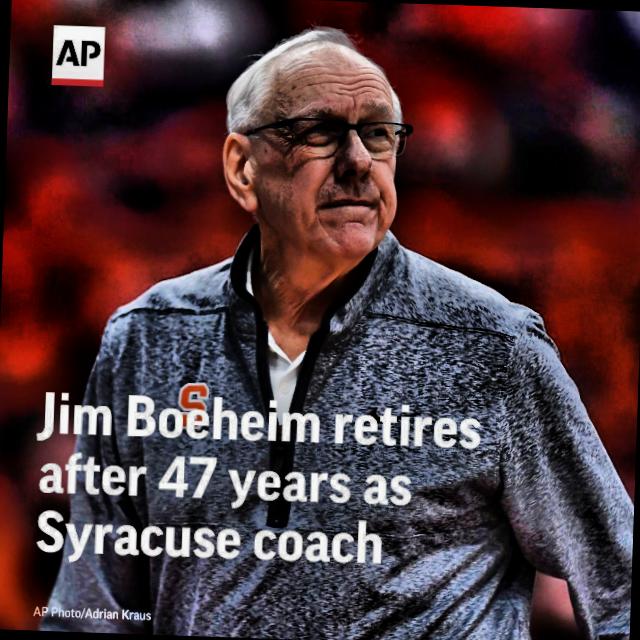 AP
S
Jim Boeheim retires
after 47 years as
Syracuse coach
AP Photo/Adrian Kraus